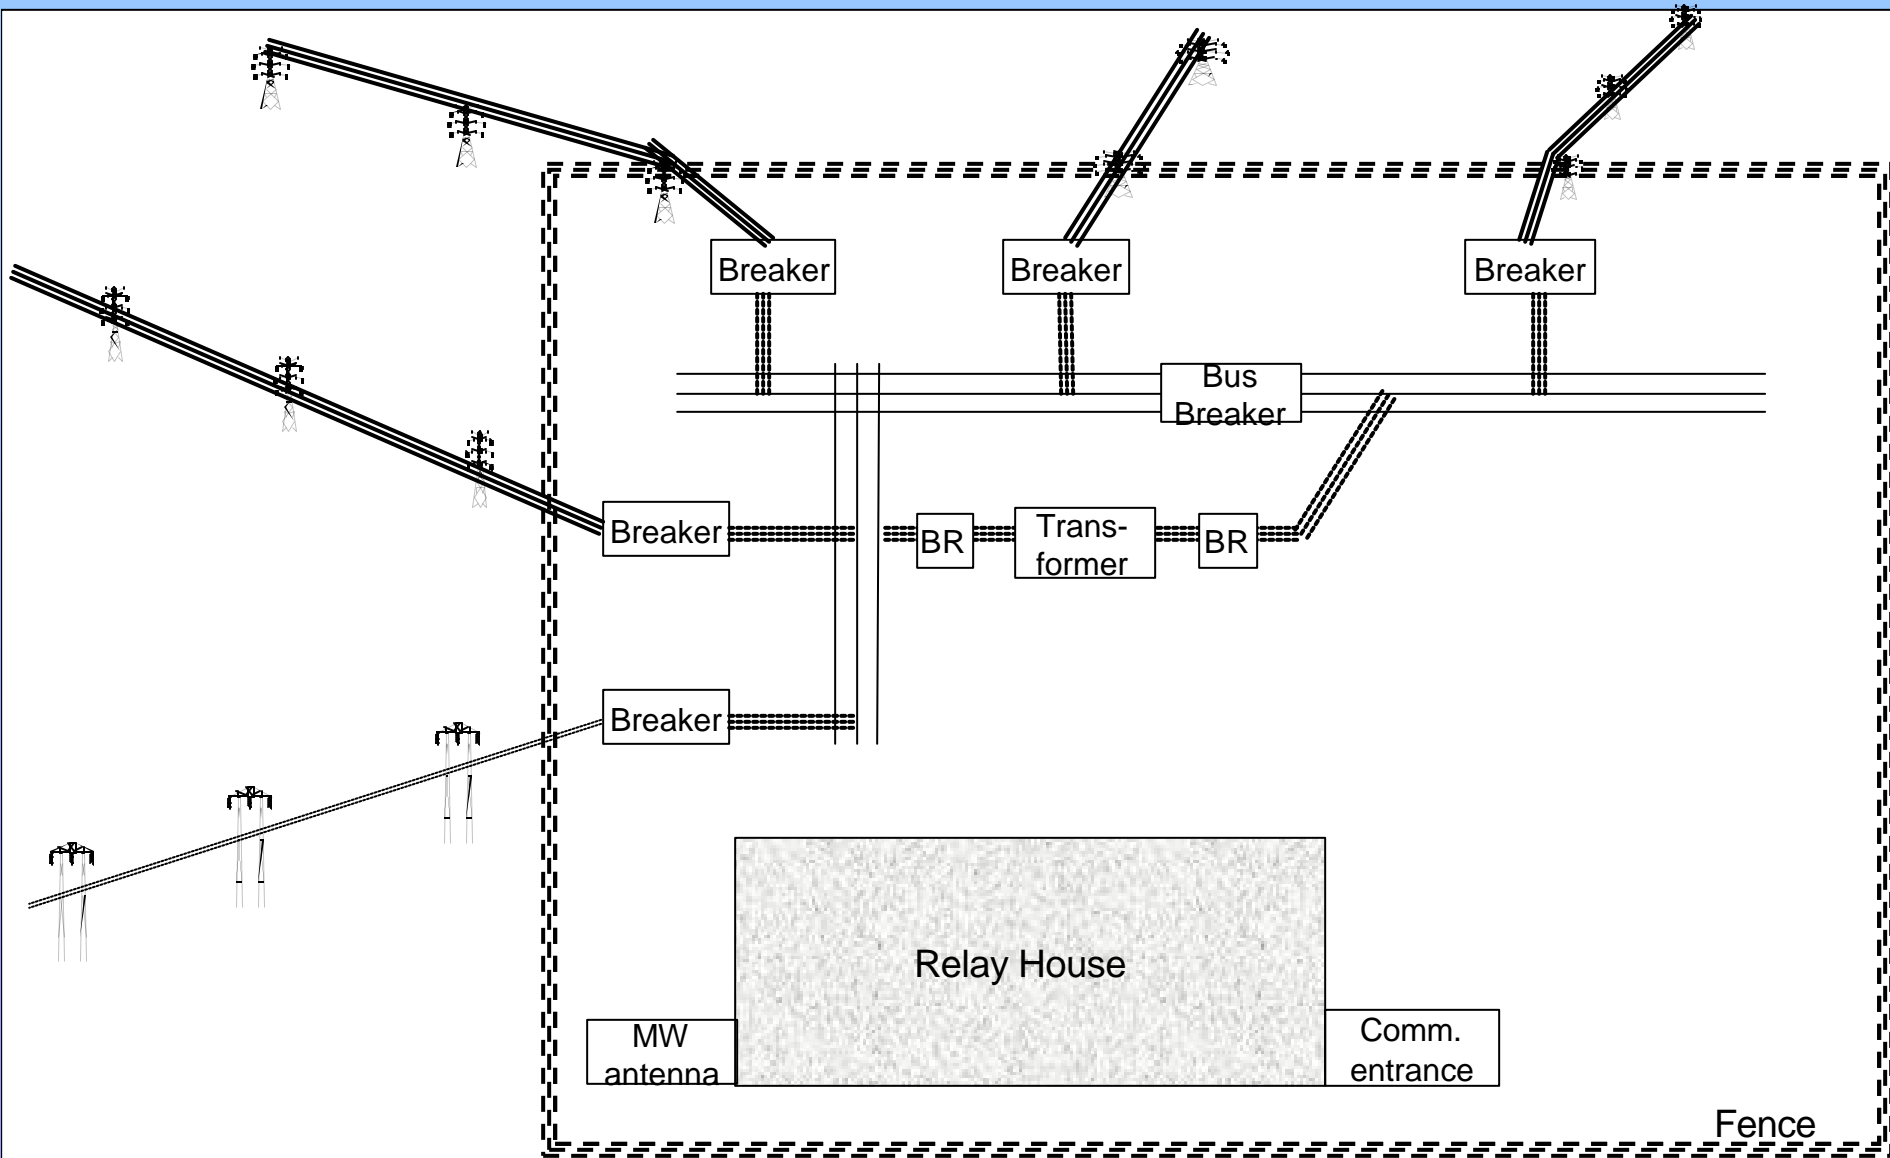 Breaker
Breaker
Breaker
Bus
Breaker
Breaker
BR
Trans-
former
BR
Breaker
Relay House
MW
antenna
Comm.
entrance
Fence